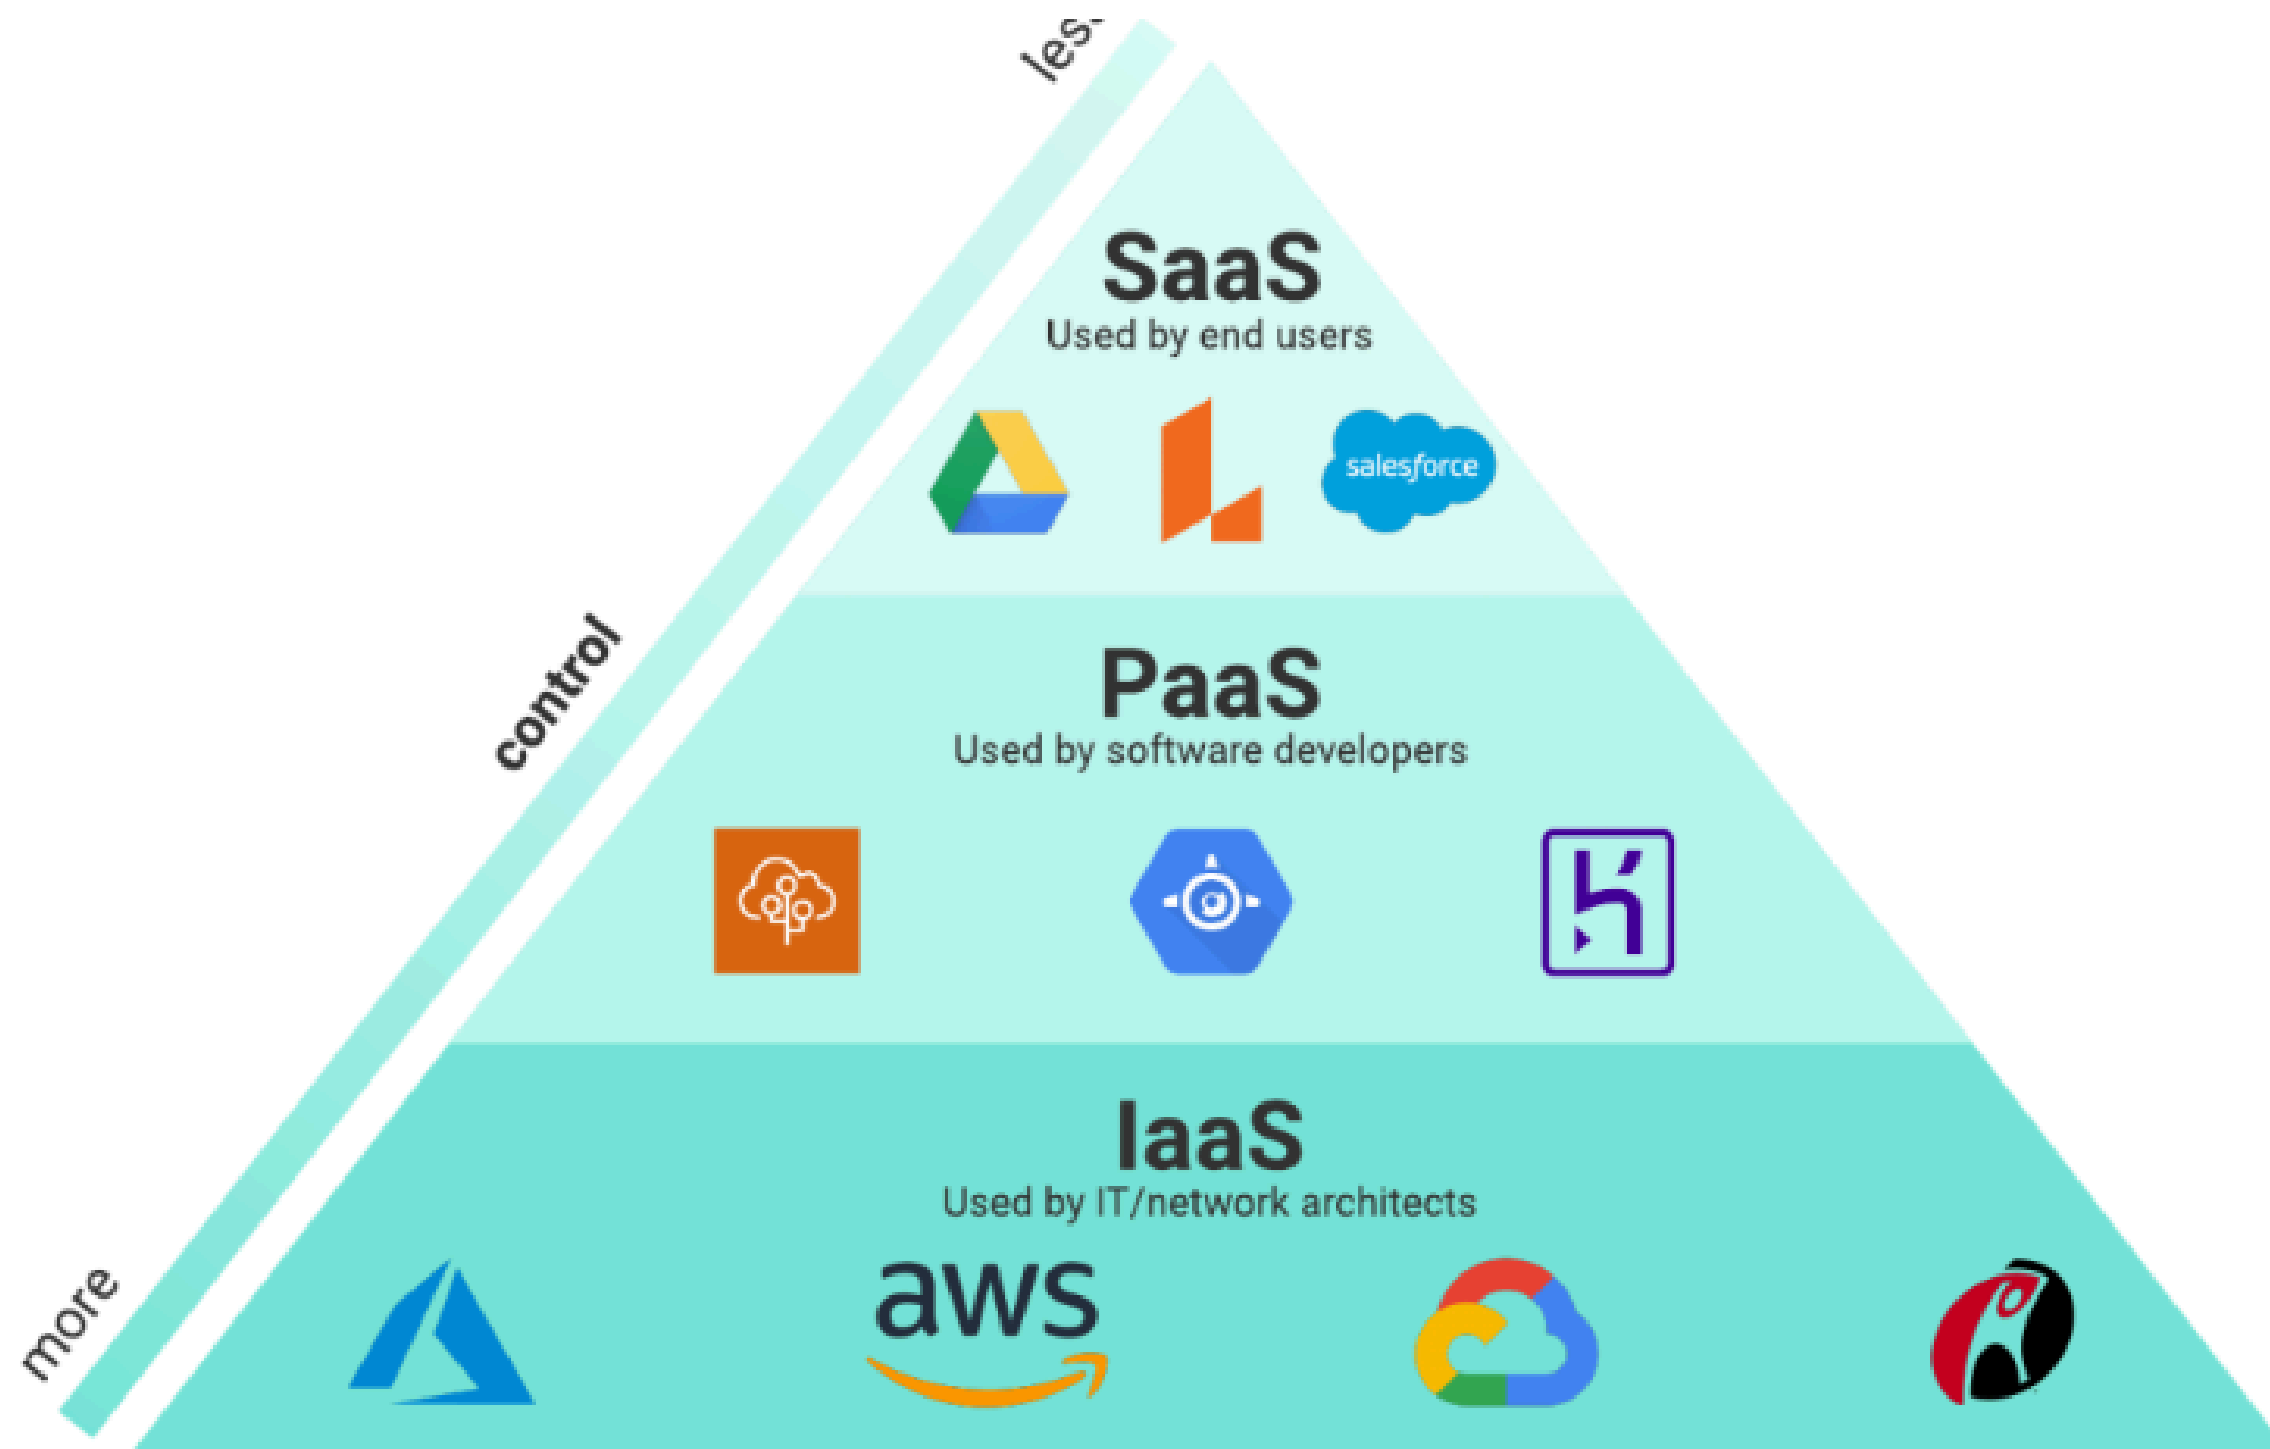 les
SaaS
Used by end users
salesforce
control
PaaS
Used by software developers
IaaS
Used by IT/network architects
more
aws